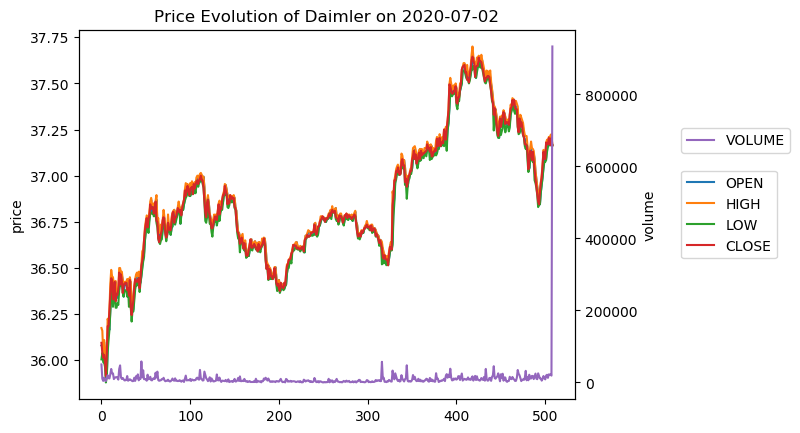 Price Evolution of Daimler on 2020-07-02
37.75
37.50
37.25
37.00
36.75
36.50
36.25
36.00
price
0
100
200
300
400
500
800000
600000
400000
200000
0
volume
VOLUME
OPEN
HIGH
LOW
CLOSE